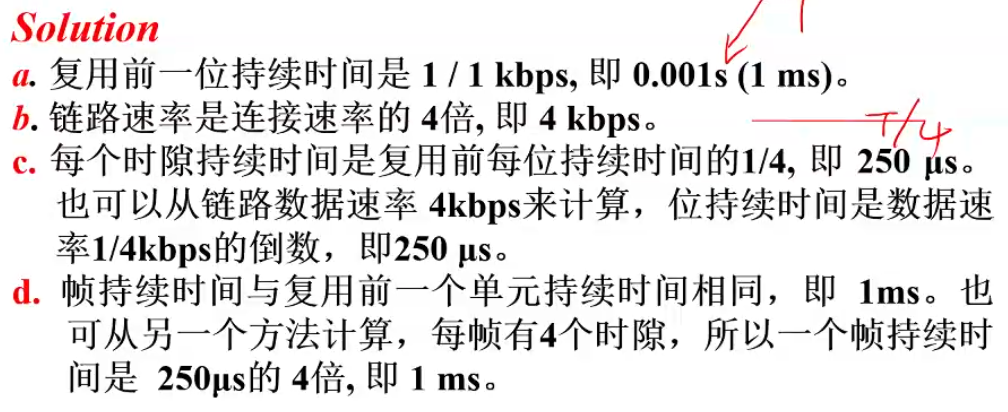 Solution
a. 复用前一位持续时间是 1 / 1 kbps, 即 0.001s (1 ms)。
b. 链路速率是连接速率的 4倍, 即 4 kbps。
T/4
c. 每个时隙持续时间是复用前每位持续时间的1/4, 即 250 μs。
也可以从链路数据速率 4kbps来计算，位持续时间是数据速
率1/4kbps的倒数，即250 μs。
d. 帧持续时间与复用前一个单元持续时间相同，即 1ms。也
可从另一个方法计算，每帧有4个时隙，所以一个帧持续时
间是 250μs的 4倍, 即 1 ms。